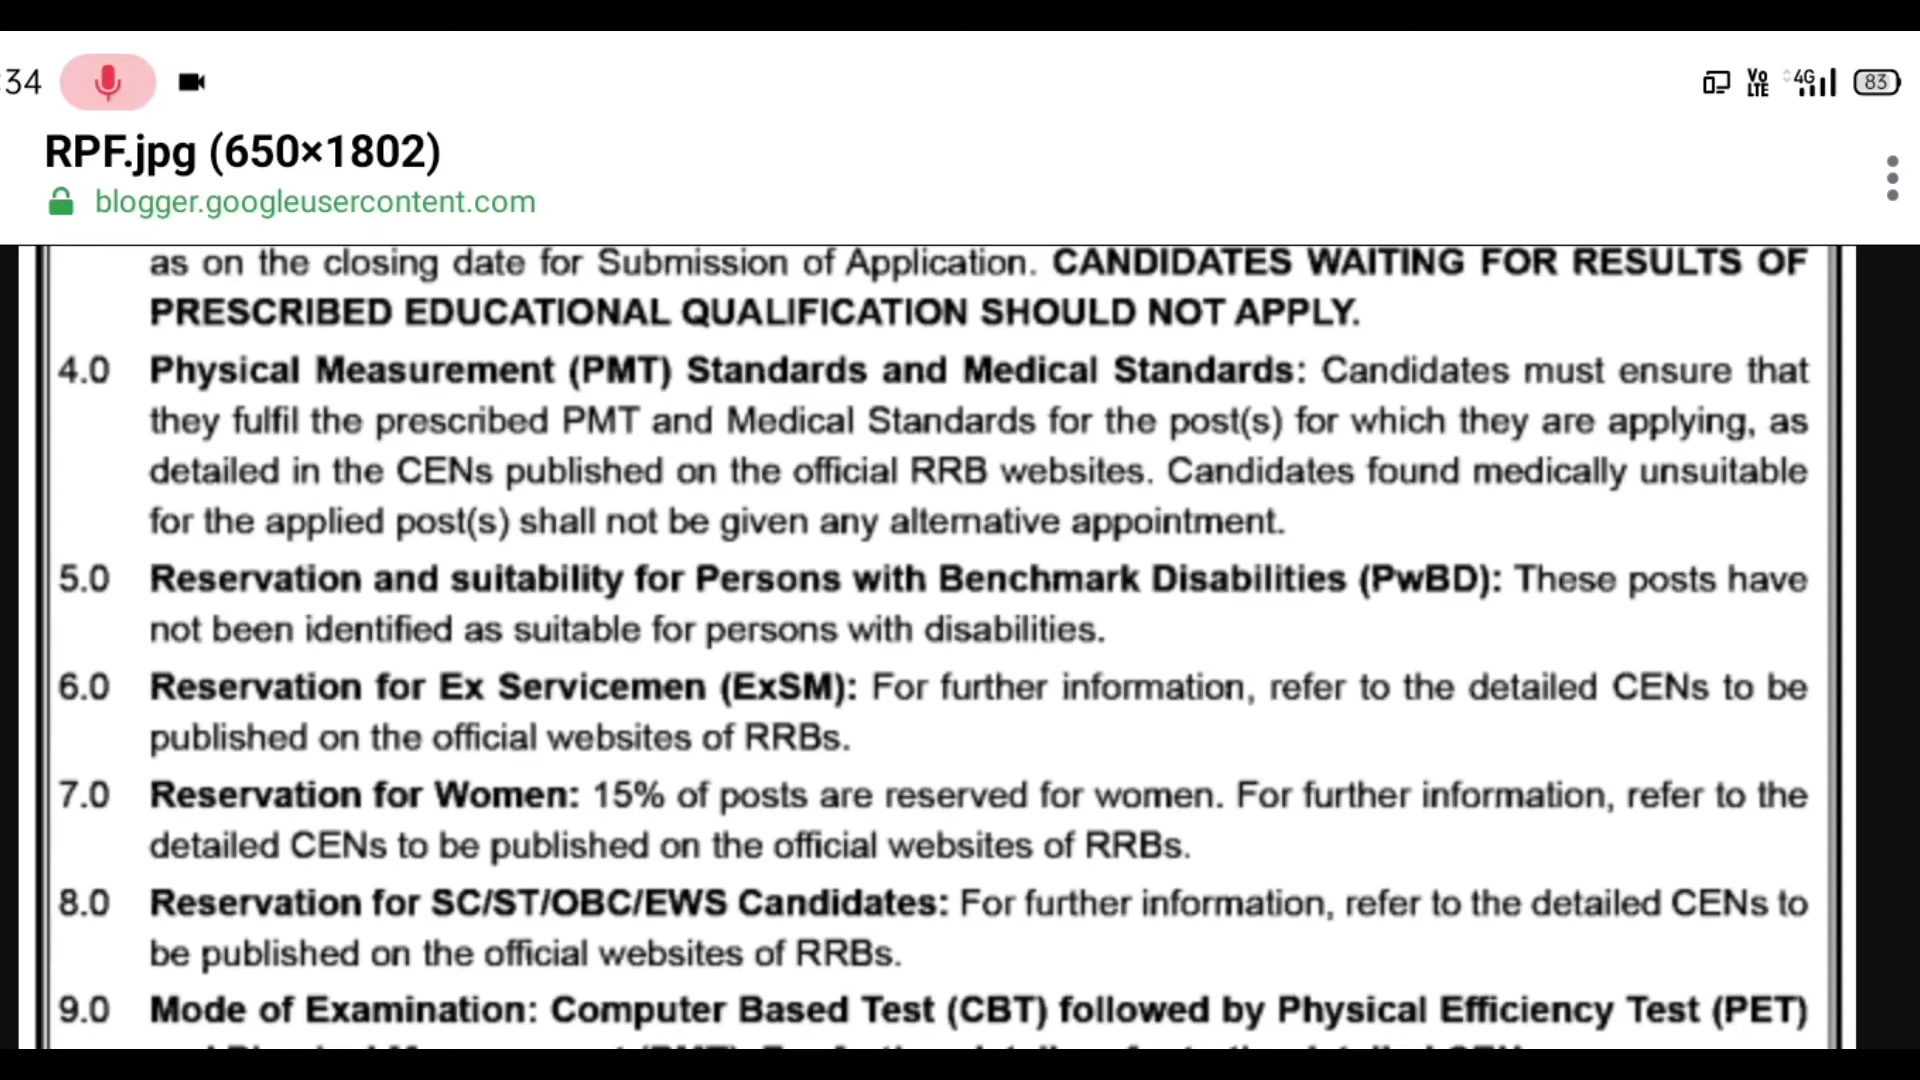 :34
Vo LTE 4G 83
RPF.jpg (650×1802)
blogger.googleusercontent.com
as on the closing date for Submission of Application. CANDIDATES WAITING FOR RESULTS OF
PRESCRIBED EDUCATIONAL QUALIFICATION SHOULD NOT APPLY.
4.0 Physical Measurement (PMT) Standards and Medical Standards: Candidates must ensure that
they fulfil the prescribed PMT and Medical Standards for the post(s) for which they are applying, as
detailed in the CENs published on the official RRB websites. Candidates found medically unsuitable
for the applied post(s) shall not be given any alternative appointment.
5.0 Reservation and suitability for Persons with Benchmark Disabilities (PwBD): These posts have
not been identified as suitable for persons with disabilities.
6.0 Reservation for Ex Servicemen (ExSM): For further information, refer to the detailed CENs to be
published on the official websites of RRBs.
7.0 Reservation for Women: 15% of posts are reserved for women. For further information, refer to the
detailed CENs to be published on the official websites of RRBs.
8.0 Reservation for SC/ST/OBC/EWS Candidates: For further information, refer to the detailed CENs to
be published on the official websites of RRBs.
9.0 Mode of Examination: Computer Based Test (CBT) followed by Physical Efficiency Test (PET)